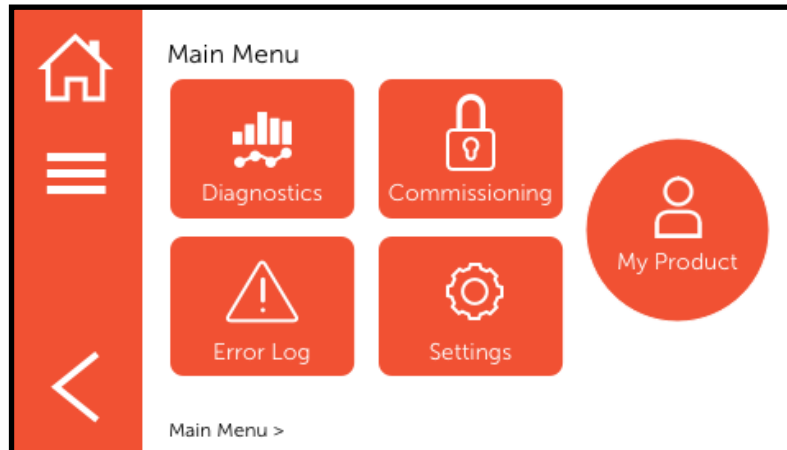 Main Menu
Diagnostics
Commissioning
My Product
Error Log
Settings
Main Menu >